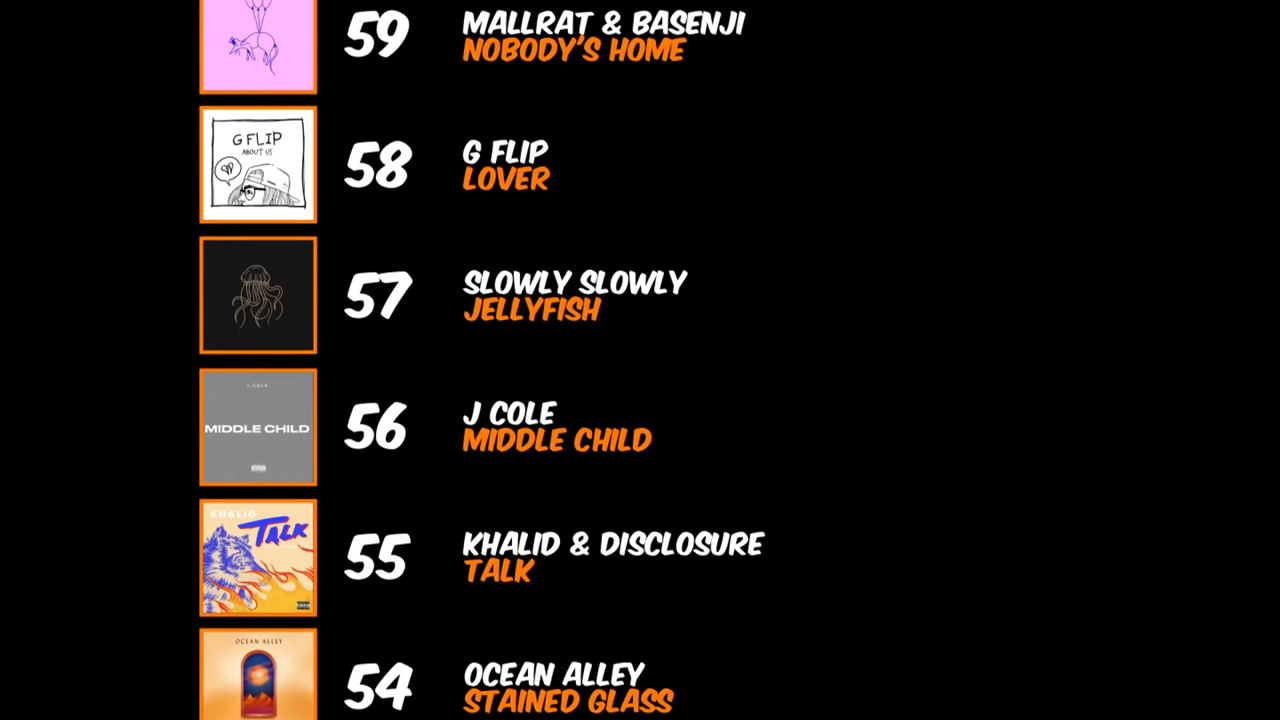 59
MALLRAT & BASENJI
NOBODY'S HOME
G FLIP
ABOUT US
58
G FLIP
LOVER
57
SLOWLY SLOWLY
JELLYFISH
J. COLE
MIDDLE CHILD
56
J COLE
MIDDLE CHILD
KHALID
TALK
55
KHALID & DISCLOSURE
TALK
OCEAN ALLEY
54
OCEAN ALLEY
STAINED GLASS